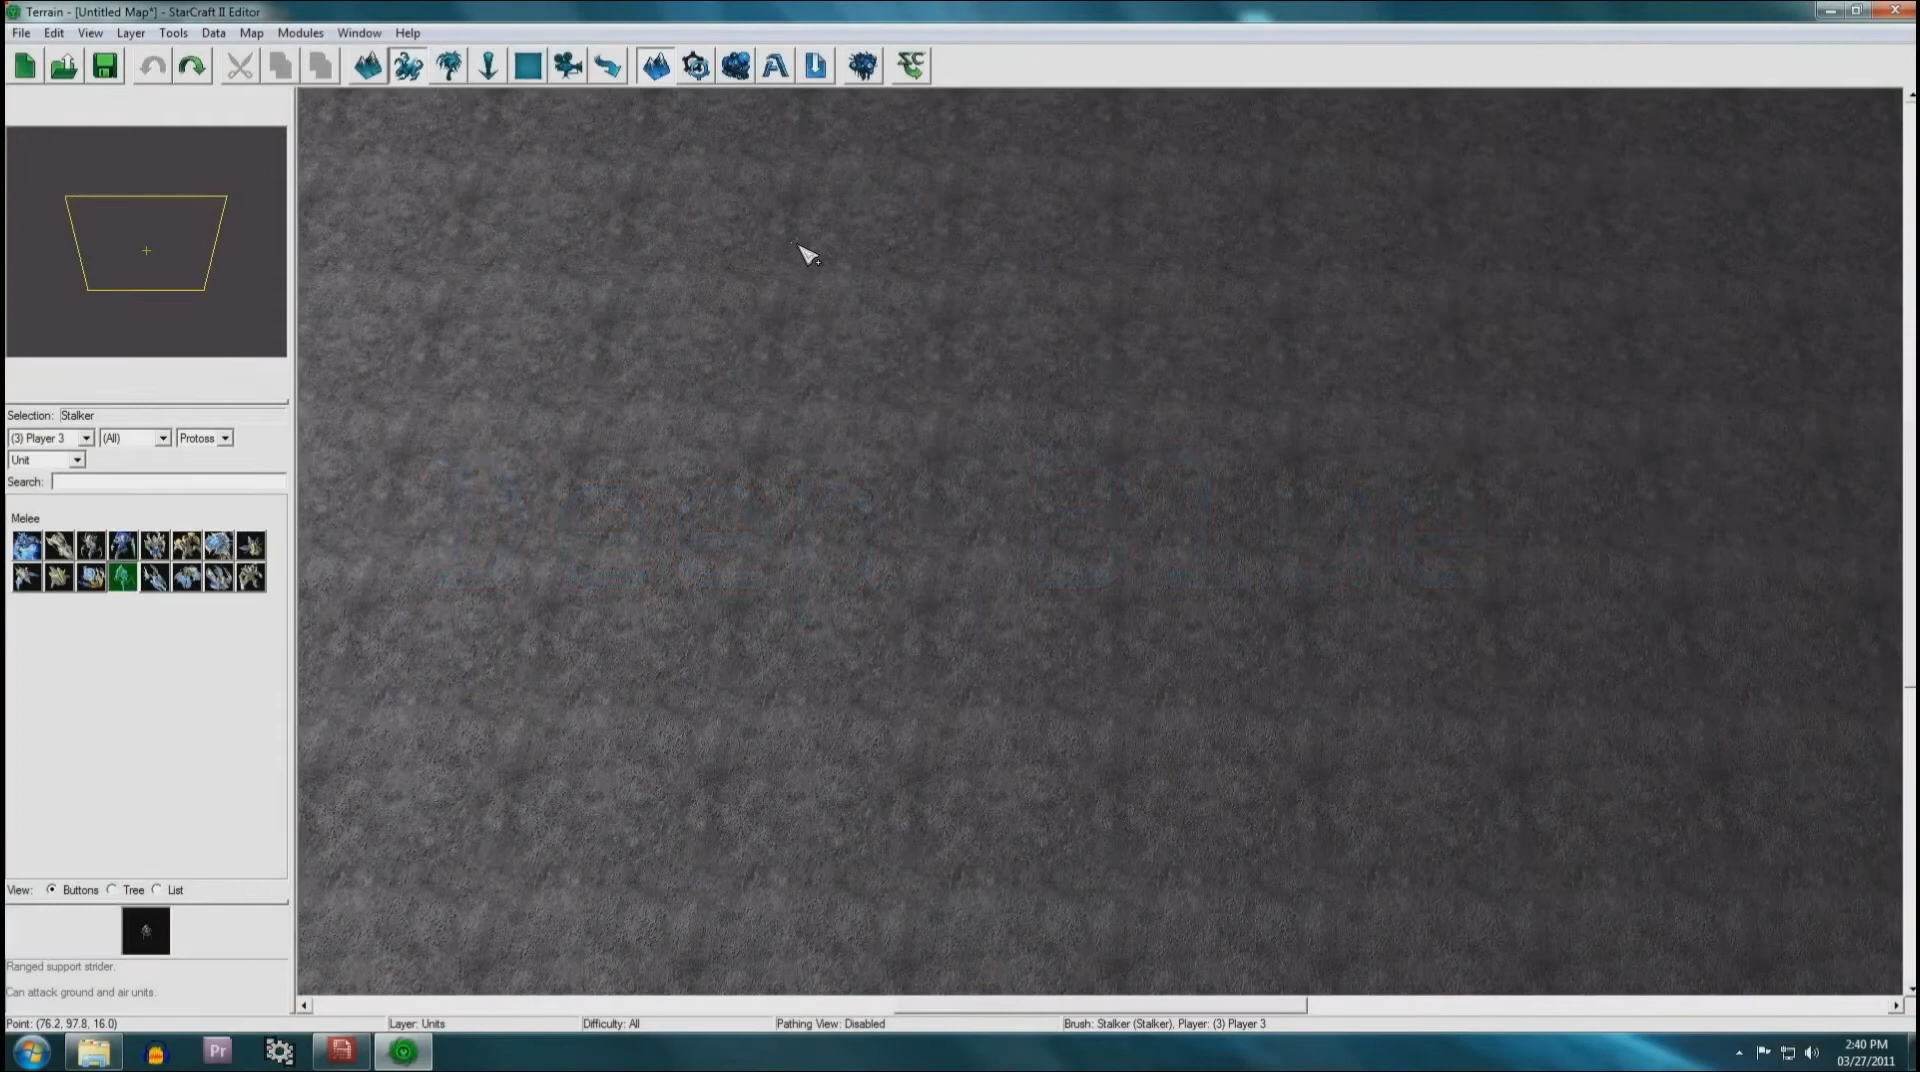 Terrain - [Untitled Map*] - StarCraft II Editor
File Edit View Layer Tools Data Map Modules Window Help
Selection: Stalker
(3) Player 3 (All) Protoss
Unit
Search:
Melee
View: Buttons Tree List
Ranged support strider.
Can attack ground and air units.
Point: (76.2, 97.8, 16.0) Layer: Units Difficulty: All Pathing View: Disabled Brush: Stalker (Stalker), Player: (3) Player 3
Pr
2:40 PM
03/27/2011